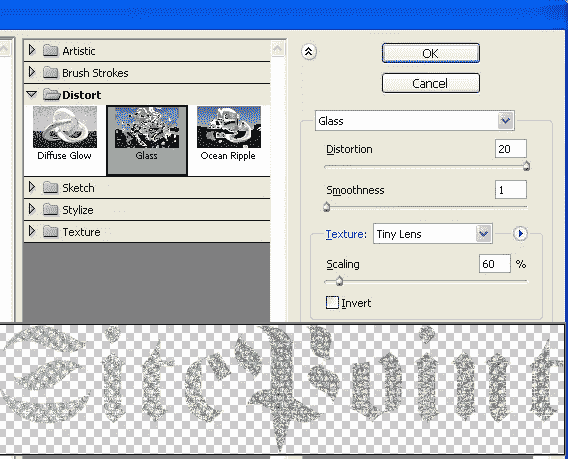 Artistic
Brush Strokes
Distort
Diffuse Glow
Glass
Ocean Ripple
Sketch
Stylize
Texture
OK
Cancel
Glass
Distortion 20
Smoothness 1
Texture: Tiny Lens
Scaling 60 %
Invert
SitePoint